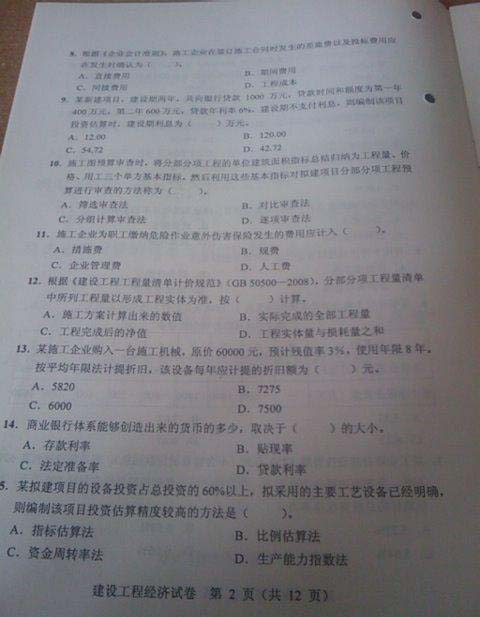 8. 根据《企业会计准则》，施工企业在签订施工合同时发生的差旅费以及投标费用应
在发生时确认为（　　）。
A. 直接费用　　B. 期间费用
C. 间接费用　　D. 工程成本
9. 某新建项目，建设期两年，共向银行贷款 1000 万元，贷款时间和额度为第一年
400万元，第二年 600 万元，贷款年利率 6%，建设期不支付利息，则编制该项目
投资估算时，建设期利息为（　　）万元。
A. 12.00　　B. 120.00
C. 54.72　　D. 42.72
10. 施工图预算审查时，将分部分项工程的单位建筑面积指标总结归纳为工程量、价
格、用工三个单方基本指标，然后利用这些基本指标对拟建项目分部分项工程预
算进行审查的方法称为（　　）。
A. 筛选审查法　　B. 对比审查法
C. 分组计算审查法　　D. 逐项审查法
11. 施工企业为职工缴纳危险作业意外伤害保险发生的费用应计入（　　）。
A. 措施费　　B. 规费
C. 企业管理费　　D. 人工费
12. 根据《建设工程工程量清单计价规范》（GB 50500－2008），分部分项工程量清单
中所列工程量以形成工程实体为准，按（　　）计算。
A. 施工方案计算出来的数值　　B. 实际完成的全部工程量
C. 工程完成后的净值　　D. 工程实体量与损耗量之和
13. 某施工企业购入一台施工机械，原价 60000 元，预计残值率 3%，使用年限 8 年，
按平均年限法计提折旧，该设备每年应计提的折旧额为（　　）元。
A. 5820　　B. 7275
C. 6000　　D. 7500
14. 商业银行体系能够创造出来的货币的多少，取决于（　　）的大小。
A. 存款利率　　B. 贴现率
C. 法定准备率　　D. 贷款利率
5. 某拟建项目的设备投资占总投资的 60%以上，拟采用的主要工艺设备已经明确，
则编制该项目投资估算精度较高的方法是（　　）。
A. 指标估算法　　B. 比例估算法
C. 资金周转率法　　D. 生产能力指数法
建设工程经济试卷　第 2 页（共 12 页）